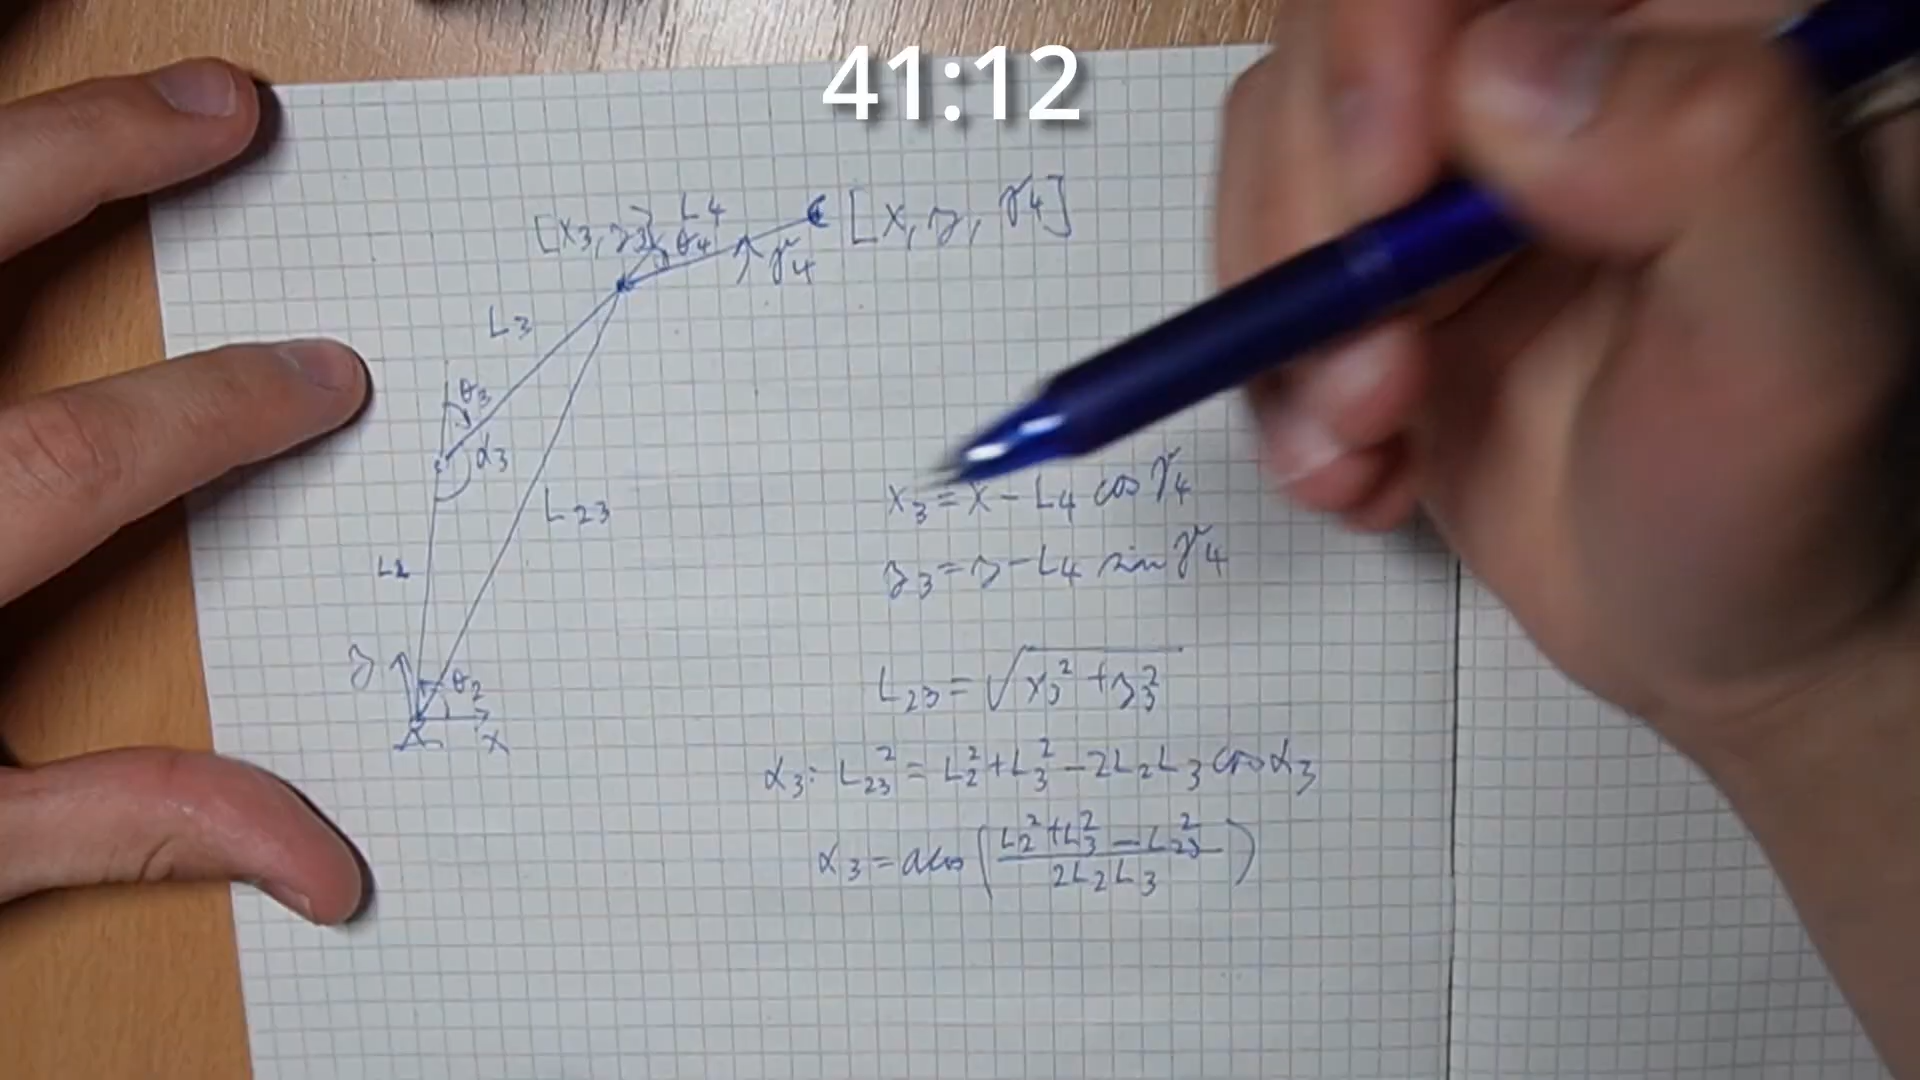 41:12
L4
[x3, y3] θ4 [x, y, γ4]
γ4
L3
θ3
α3
L23
x3 = x - L4 cos γ4
y3 = y - L4 sin γ4
L2
y θ2
x
L23 = √(x3² + y3²)
α3: L23² = L2² + L3² - 2L2L3 cos α3
α3 = acos((L2² + L3² - L23²) / 2L2L3)